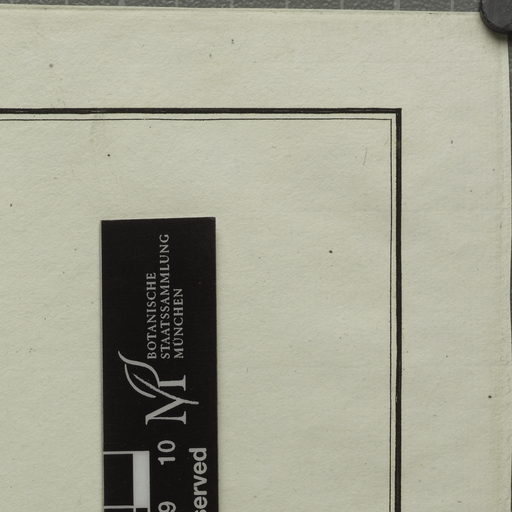 BOTANISCHE
STAATSSAMMLUNG
MÜNCHEN
M
9 10
served